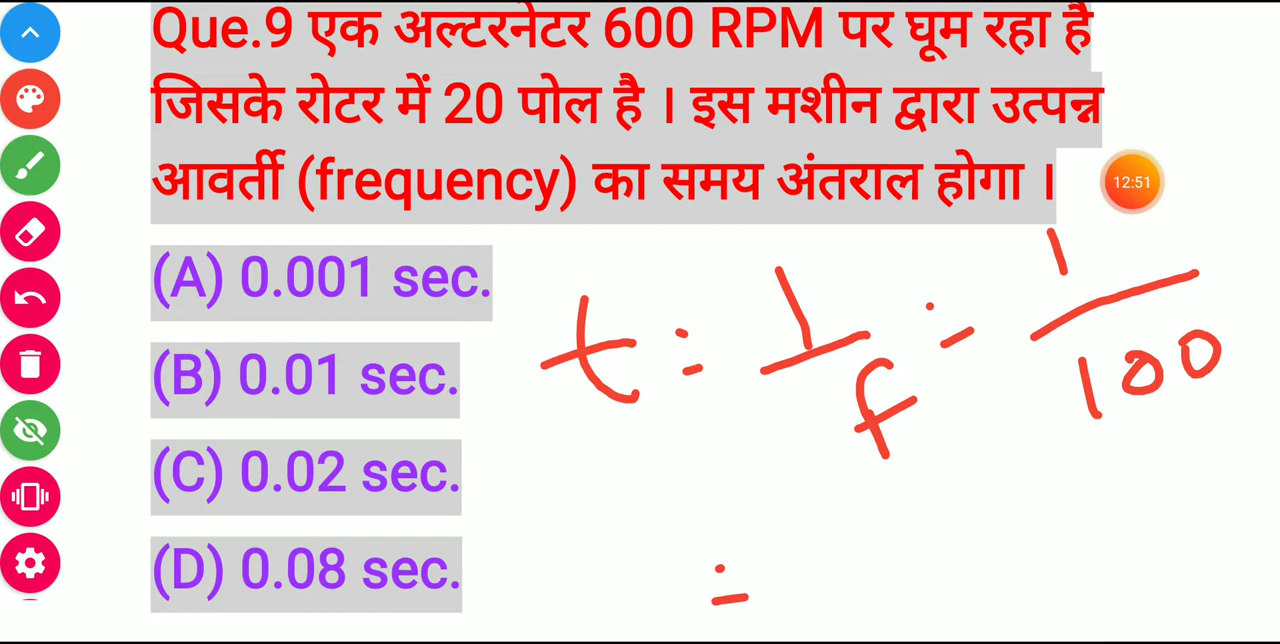 Que.9 एक अल्टरनेटर 600 RPM पर घूम रहा है
जिसके रोटर में 20 पोल है । इस मशीन द्वारा उत्पन्न
आवर्ती (frequency) का समय अंतराल होगा ।
12:51
(A) 0.001 sec.
(B) 0.01 sec.
(C) 0.02 sec.
(D) 0.08 sec.
t = 1/f = 1/100
=